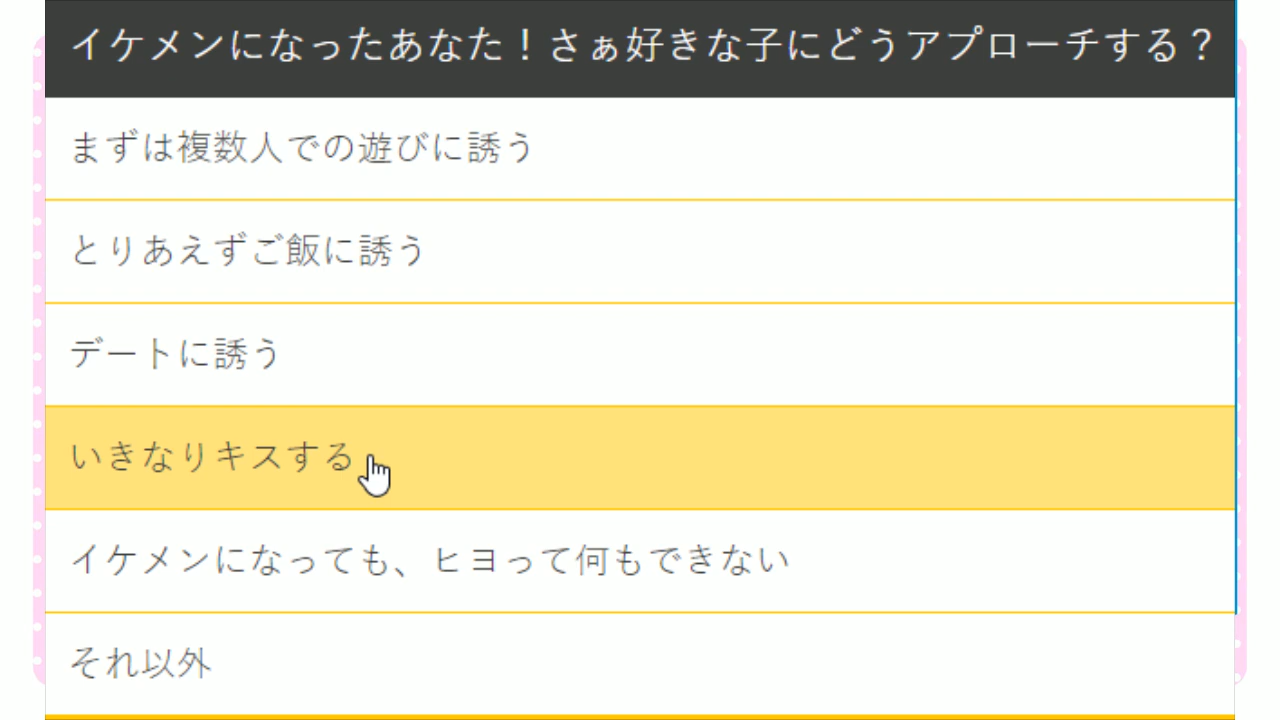 イケメンになったあなた！さぁ好きな子にどうアプローチする？
まずは複数人での遊びに誘う
とりあえずご飯に誘う
デートに誘う
いきなりキスする
イケメンになっても、ヒヨって何もできない
それ以外